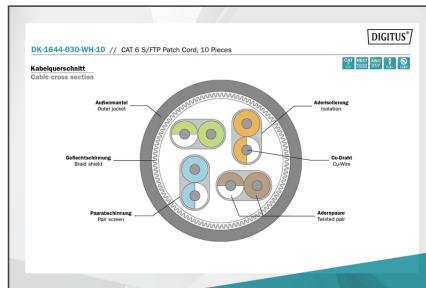 DIGITUS®
DK-1644-030-WH-10 // CAT 6 S/FTP Patch Cord, 10 Pieces
Kabelquerschnitt
Cable cross section
Außenmantel
Outer jacket
Aderisolierung
Isolation
Geflechtschirmung
Braid shield
Cu-Draht
Cu-Wire
Paarabschirmung
Pair screen
Adernpaare
Twisted pair